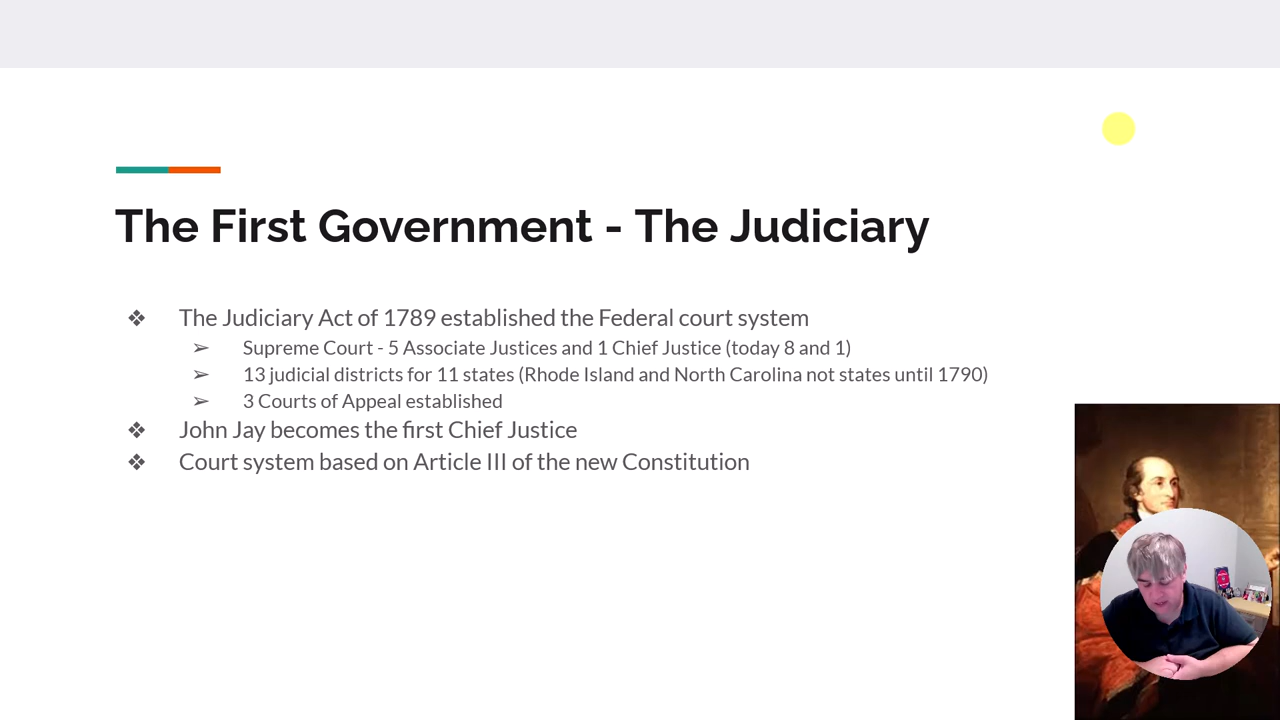 The First Government - The Judiciary
❖ The Judiciary Act of 1789 established the Federal court system
➢ Supreme Court - 5 Associate Justices and 1 Chief Justice (today 8 and 1)
➢ 13 judicial districts for 11 states (Rhode Island and North Carolina not states until 1790)
➢ 3 Courts of Appeal established
❖ John Jay becomes the first Chief Justice
❖ Court system based on Article III of the new Constitution